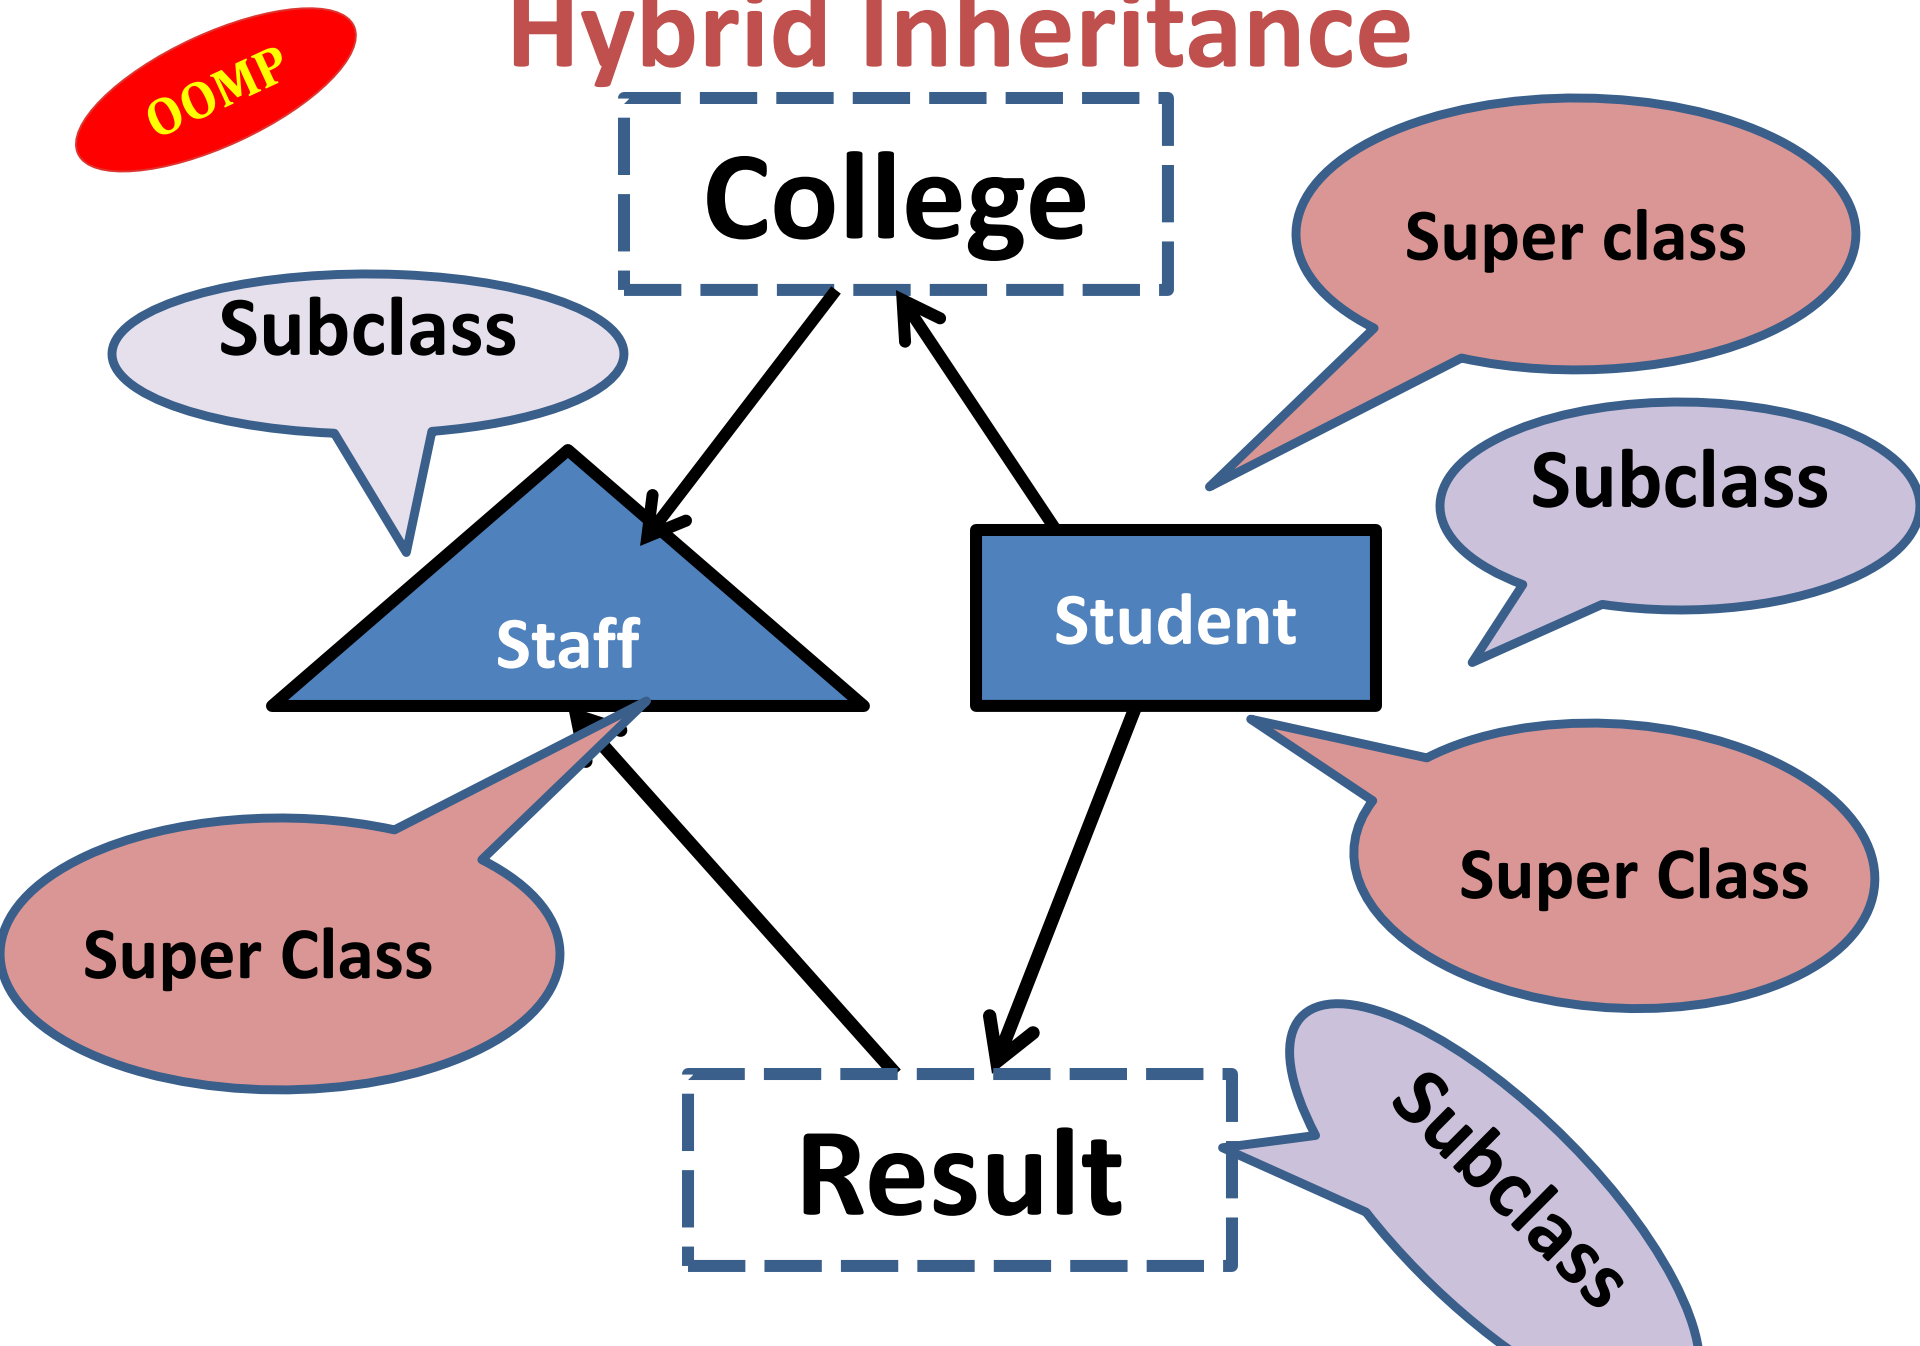 Hybrid Inheritance
OOMP
College
Super class
Subclass
Subclass
Staff
Student
Super Class
Super Class
Result
Subclass